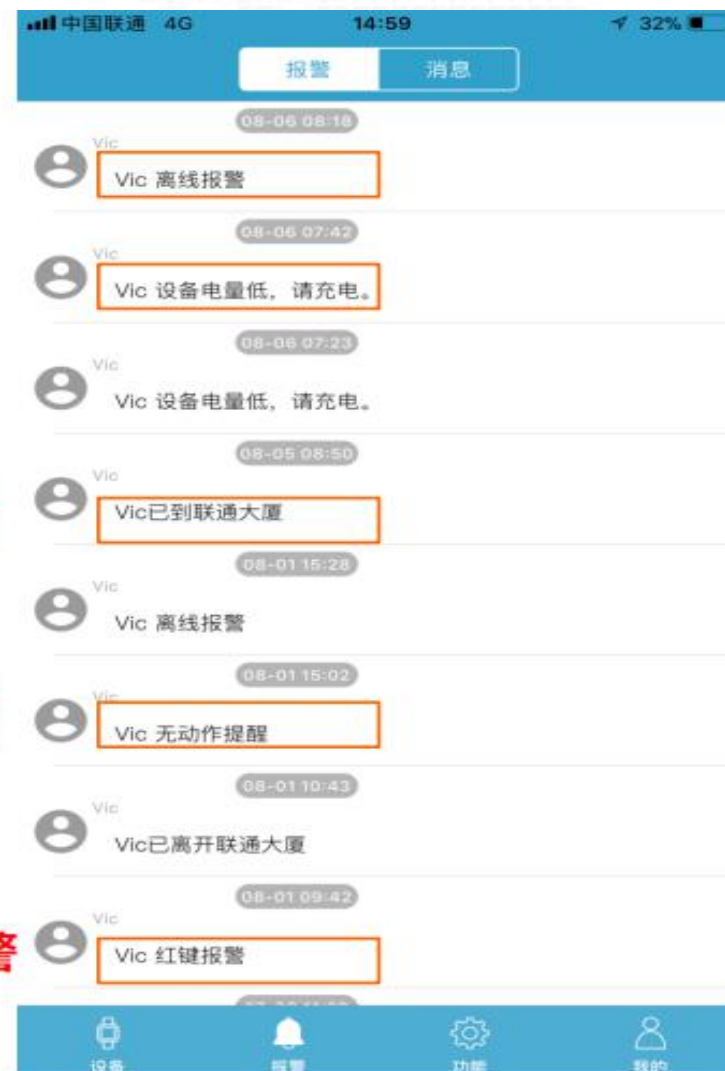 中国联通 4G 14:59 32%
报警 消息
08-06 08:18
Vic
Vic 离线报警
08-06 07:42
Vic
Vic 设备电量低，请充电。
08-06 07:23
Vic
Vic 设备电量低，请充电。
08-05 08:50
Vic
Vic已到联通大厦
08-01 15:28
Vic
Vic 离线报警
08-01 15:02
Vic
Vic 无动作提醒
08-01 10:43
Vic
Vic已离开联通大厦
08-01 09:42
Vic
警
Vic 红键报警
设备 报警 功能 我的